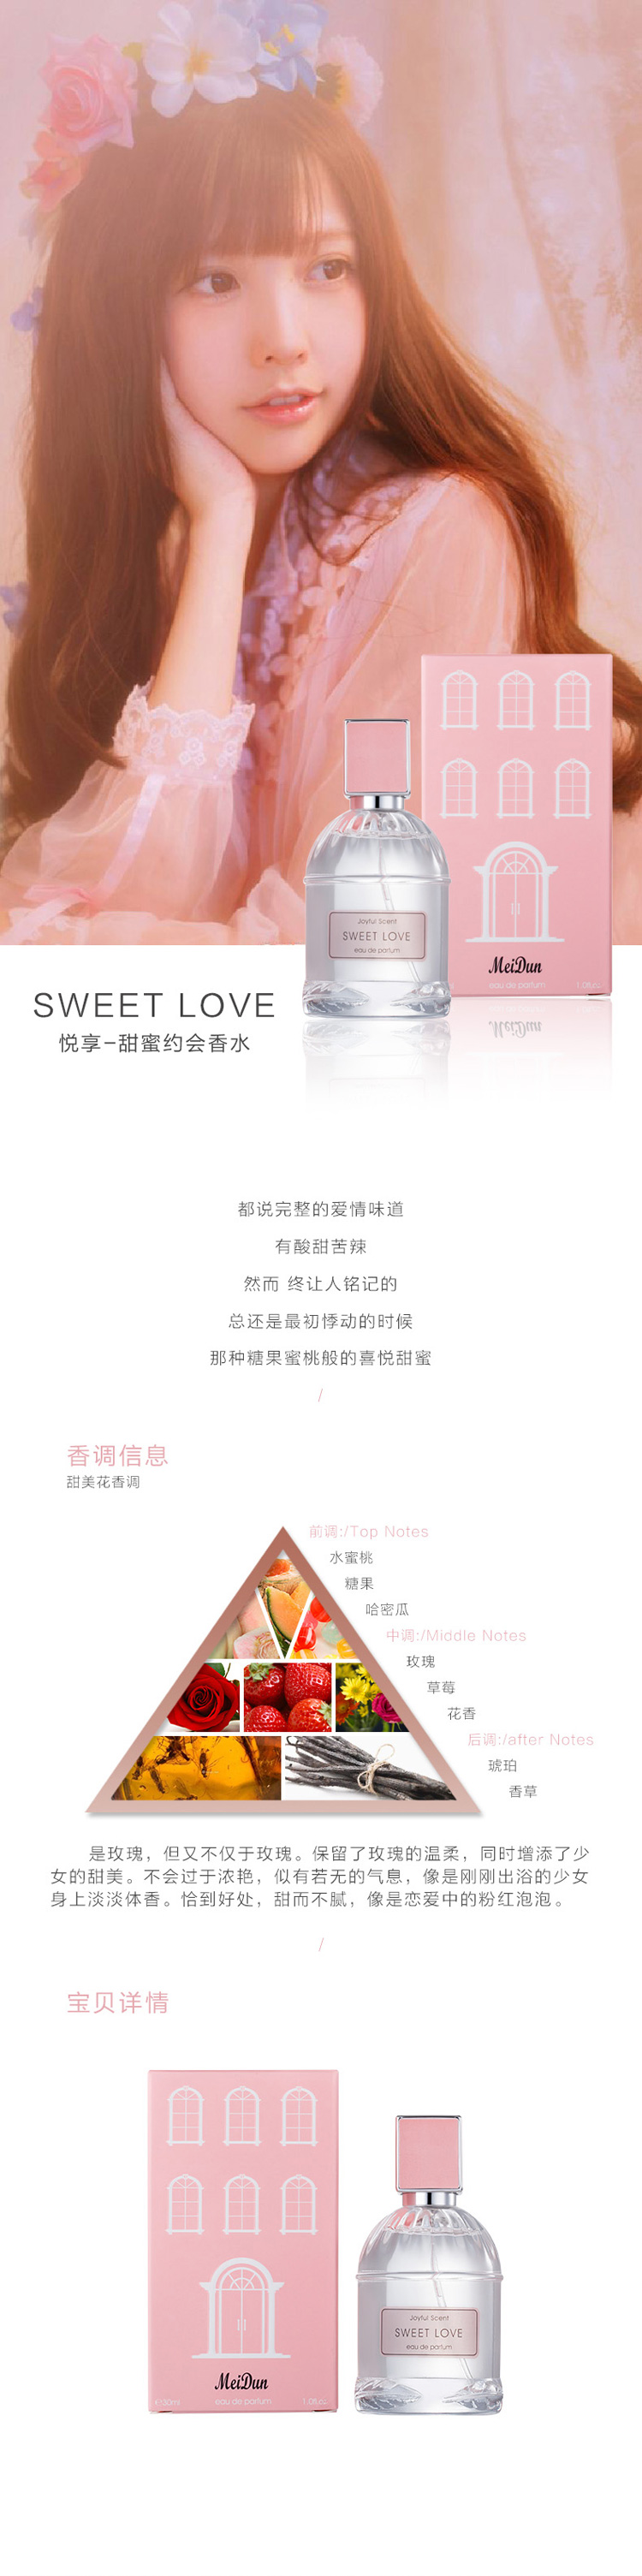 Joyful Scent
SWEET LOVE
eau de parfum
MeiDun
eau de parfum
1.0fl.oz.
SWEET LOVE
悦享-甜蜜约会香水
都说完整的爱情味道
有酸甜苦辣
然而 终让人铭记的
总还是最初悸动的时候
那种糖果蜜桃般的喜悦甜蜜
/
香调信息
甜美花香调
前调:/Top Notes
水蜜桃
糖果
哈密瓜
中调:/Middle Notes
玫瑰
草莓
花香
后调:/after Notes
琥珀
香草
是玫瑰，但又不仅于玫瑰。保留了玫瑰的温柔，同时增添了少
女的甜美。不会过于浓艳，似有若无的气息，像是刚刚出浴的少女
身上淡淡体香。恰到好处，甜而不腻，像是恋爱中的粉红泡泡。
/
宝贝详情
Joyful Scent
SWEET LOVE
eau de parfum
MeiDun
eau de parfum